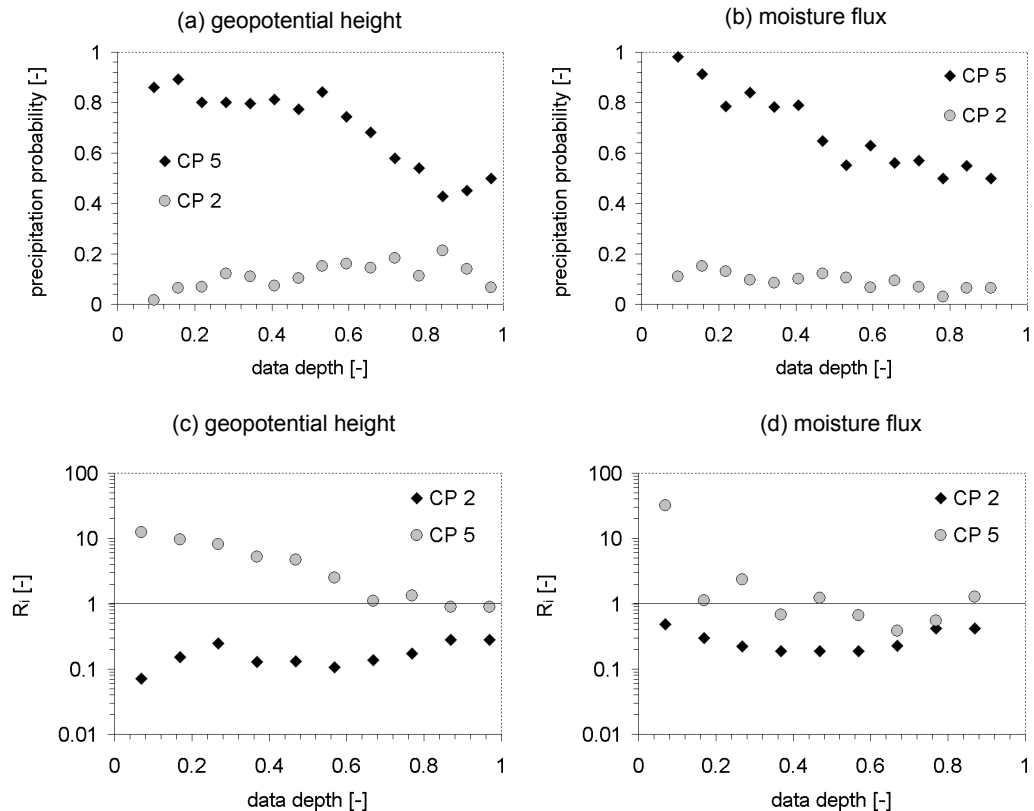 (a) geopotential height
precipitation probability [-]
1
0.8
0.6
0.4
0.2
0
CP 5
CP 2
0 0.2 0.4 0.6 0.8 1
data depth [-]
(b) moisture flux
precipitation probability [-]
1
0.8
0.6
0.4
0.2
0
CP 5
CP 2
0 0.2 0.4 0.6 0.8 1
data depth [-]
(c) geopotential height
Ri [-]
100
10
1
0.1
0.01
CP 2
CP 5
0 0.2 0.4 0.6 0.8 1
data depth [-]
(d) moisture flux
Ri [-]
100
10
1
0.1
0.01
CP 2
CP 5
0 0.2 0.4 0.6 0.8 1
data depth [-]